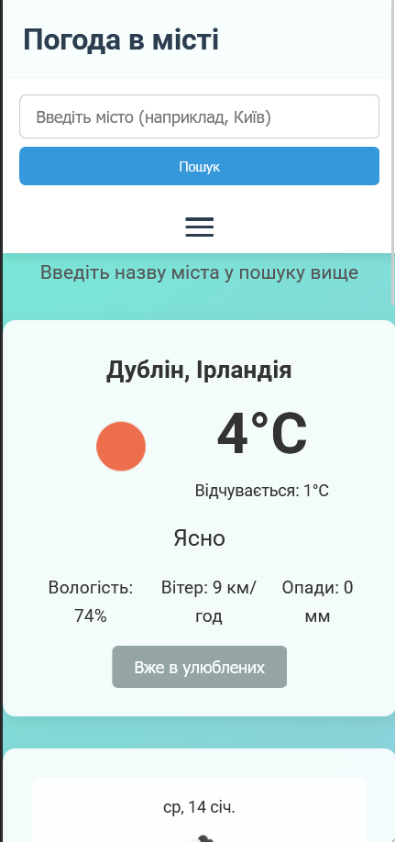 Погода в місті
Введіть місто (наприклад, Київ)
Пошук
Введіть назву міста у пошуку вище
Дублін, Ірландія
4°C
Відчувається: 1°C
Ясно
Вологість:
74%
Вітер: 9 км/
год
Опади: 0
мм
Вже в улюблених
ср, 14 січ.